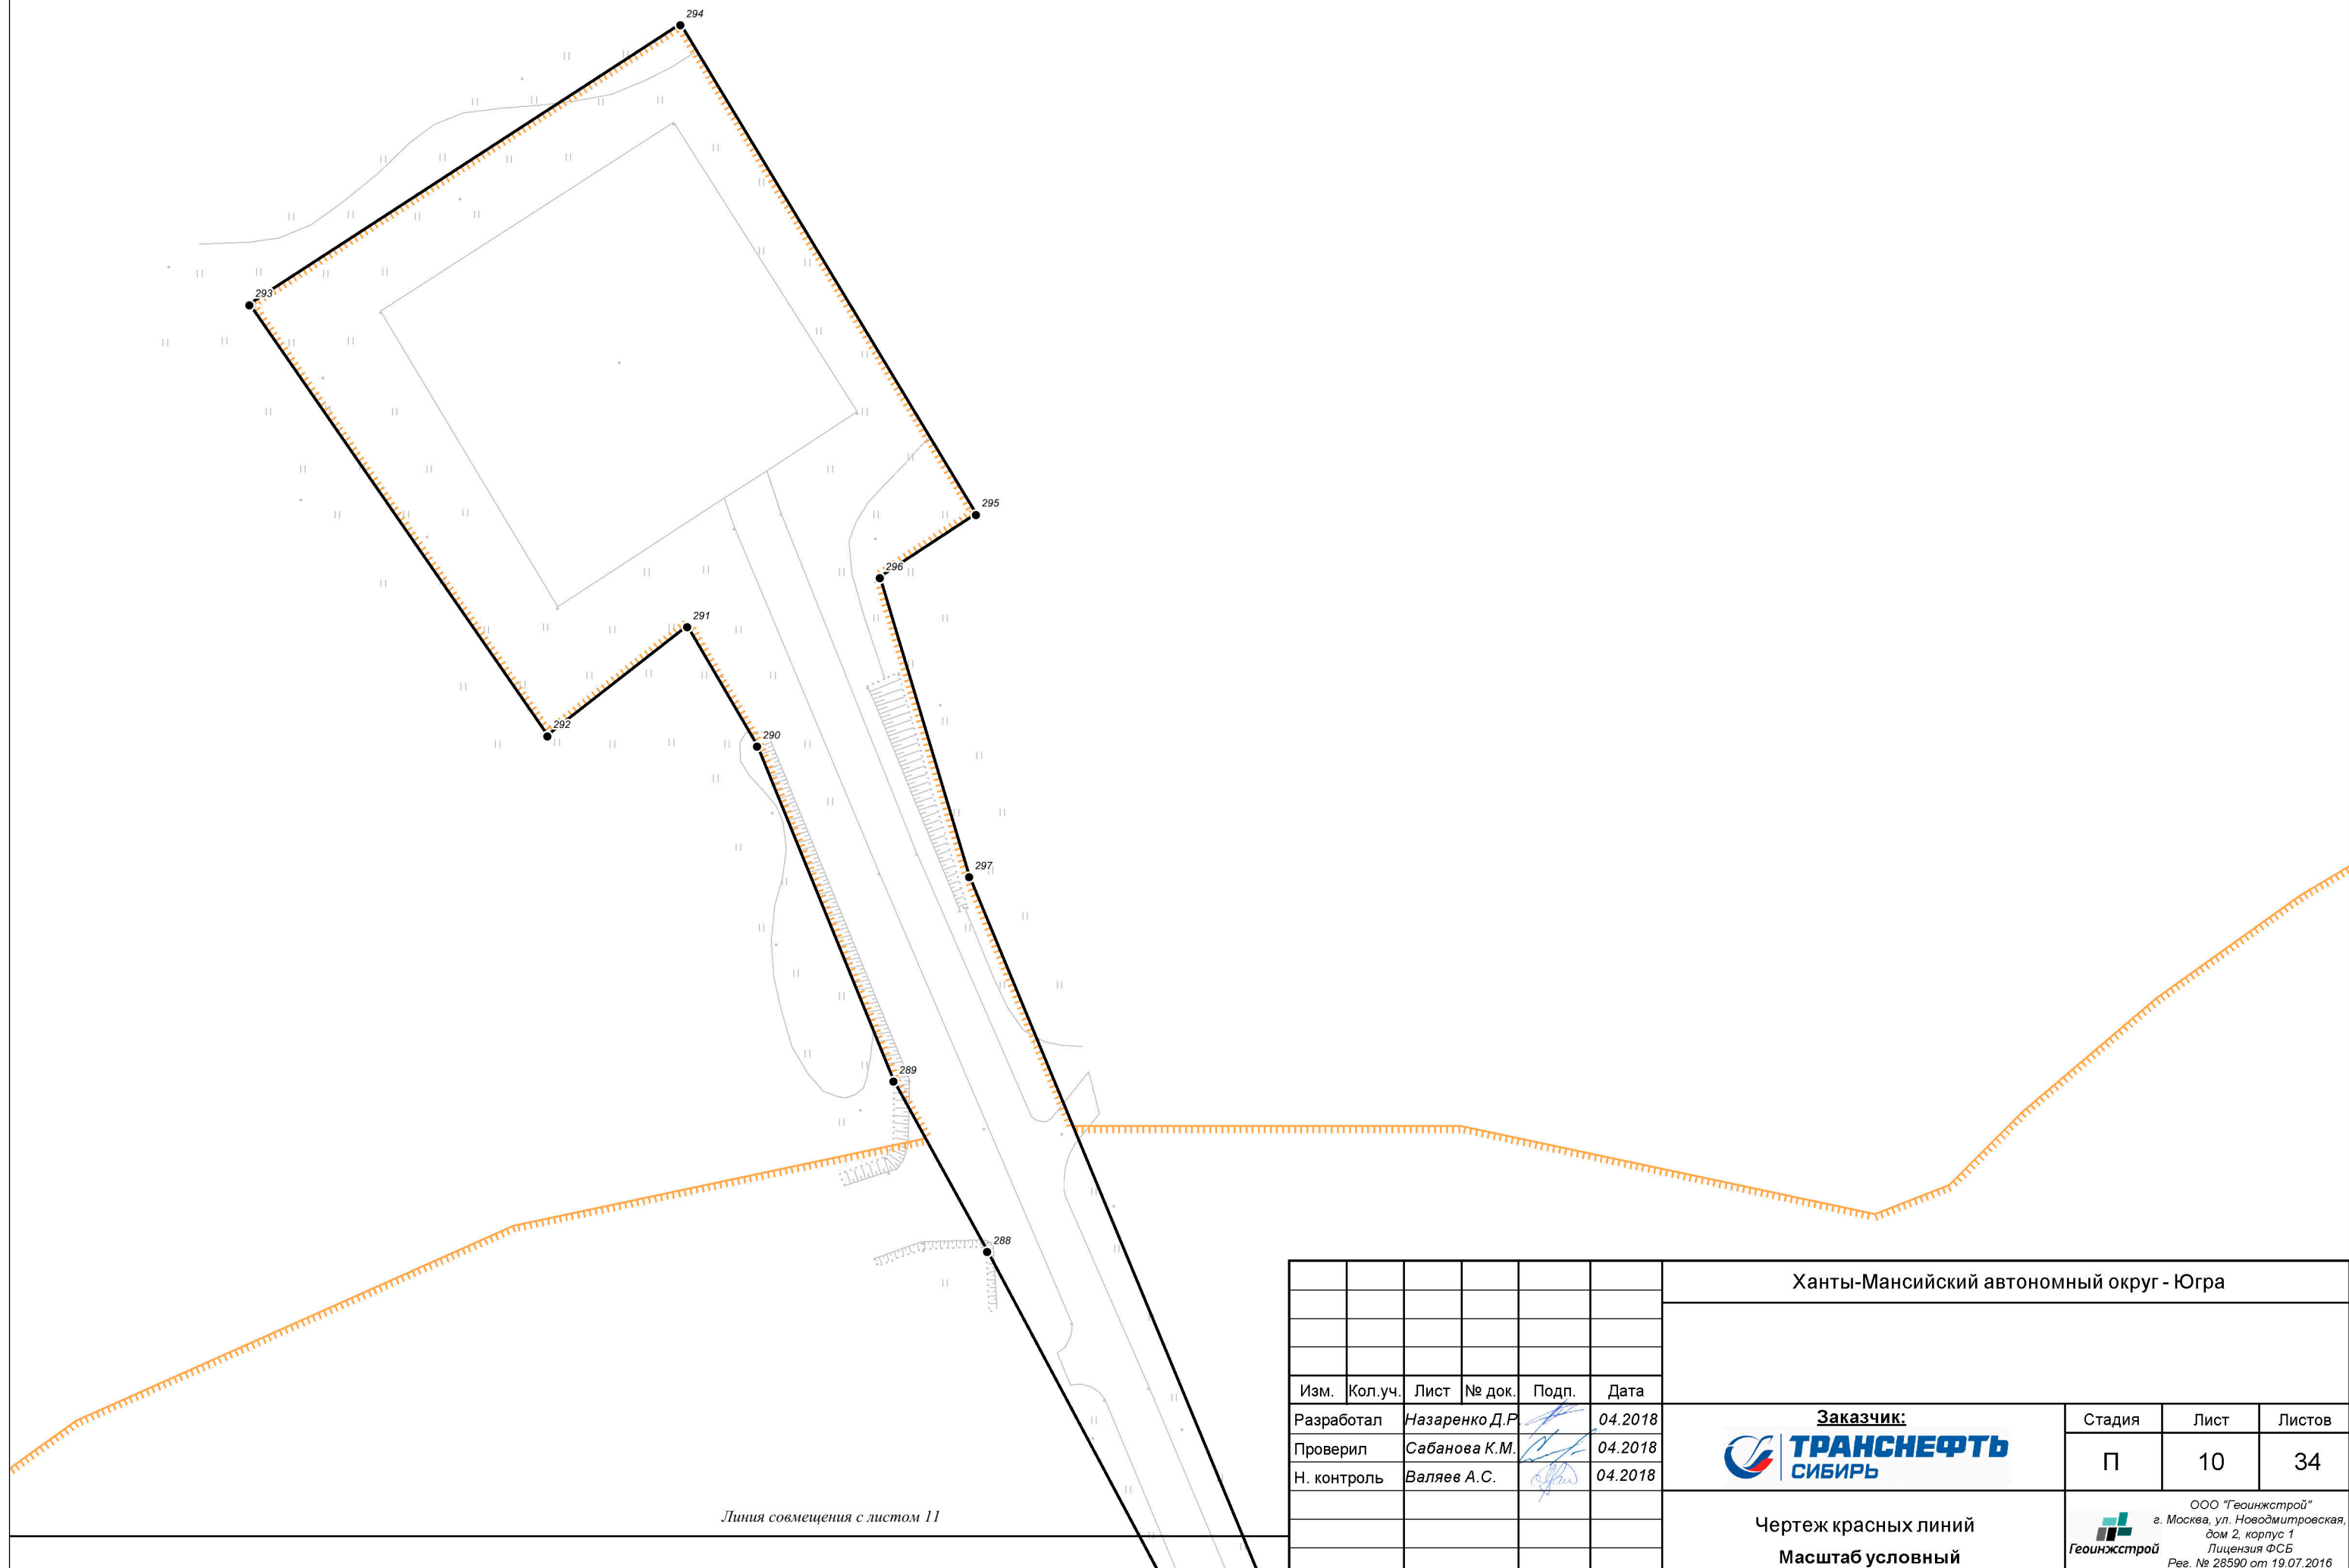 294
293
295
296
291
292
290
297
289
288
Линия совмещения с листом 11
Ханты-Мансийский автономный округ - Югра
Изм. Кол.уч. Лист № док. Подп. Дата
Разработал Назаренко Д.Р. 04.2018
Проверил Сабанова К.М. 04.2018
Н. контроль Валяев А.С. 04.2018
Заказчик:
ТРАНСНЕФТЬ
СИБИРЬ
Стадия Лист Листов
П 10 34
Чертеж красных линий
Масштаб условный
Геоинжстрой
ООО "Геоинжстрой"
г. Москва, ул. Новодмитровская,
дом 2, корпус 1
Лицензия ФСБ
Рег. № 28590 от 19.07.2016